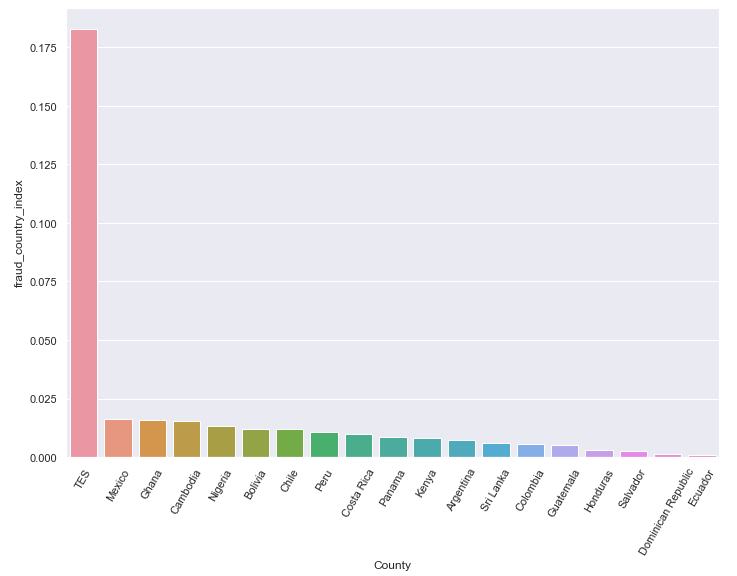 0.175
0.150
0.125
0.100
0.075
0.050
0.025
0.000
fraud_country_index
TES
Mexico
Ghana
Cambodia
Nigeria
Bolivia
Chile
Peru
Costa Rica
Panama
Kenya
Argentina
Sri Lanka
Colombia
Guatemala
Honduras
Salvador
Dominican Republic
Ecuador
County